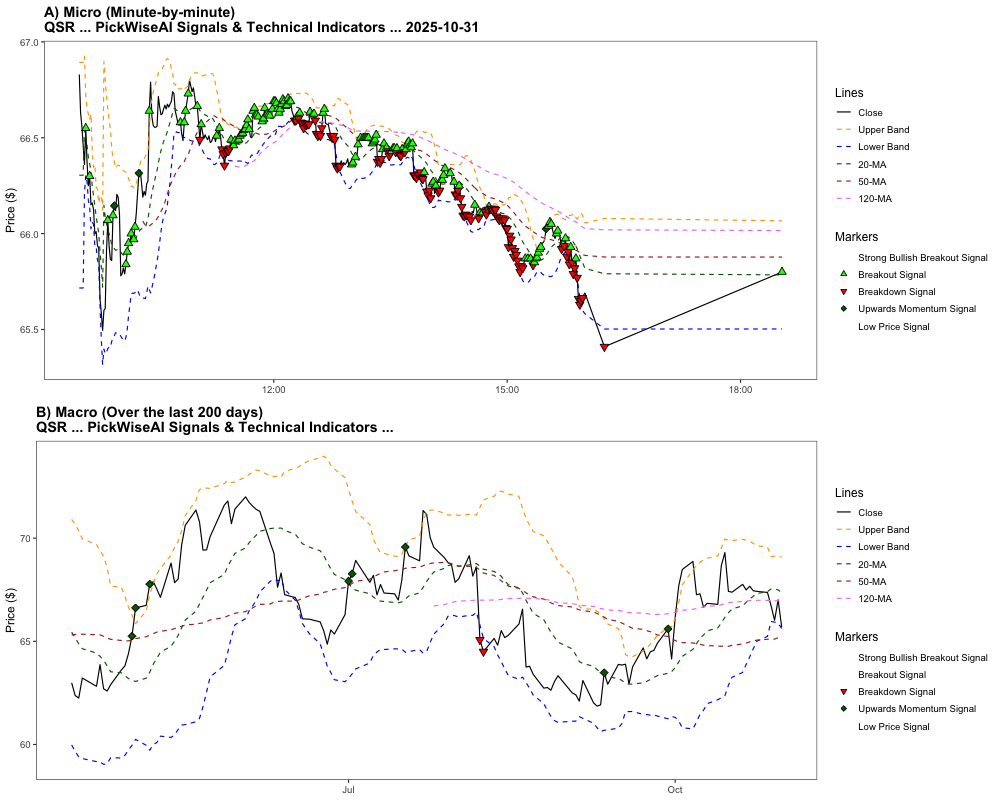 A) Micro (Minute-by-minute)
QSR ... PickWiseAI Signals & Technical Indicators ... 2025-10-31
Price ($)
67.0
66.5
66.0
65.5
12:00
15:00
18:00
Lines
Close
Upper Band
Lower Band
20-MA
50-MA
120-MA
Markers
Strong Bullish Breakout Signal
Breakout Signal
Breakdown Signal
Upwards Momentum Signal
Low Price Signal
B) Macro (Over the last 200 days)
QSR ... PickWiseAI Signals & Technical Indicators ...
Price ($)
70
65
60
Jul
Oct
Lines
Close
Upper Band
Lower Band
20-MA
50-MA
120-MA
Markers
Strong Bullish Breakout Signal
Breakout Signal
Breakdown Signal
Upwards Momentum Signal
Low Price Signal